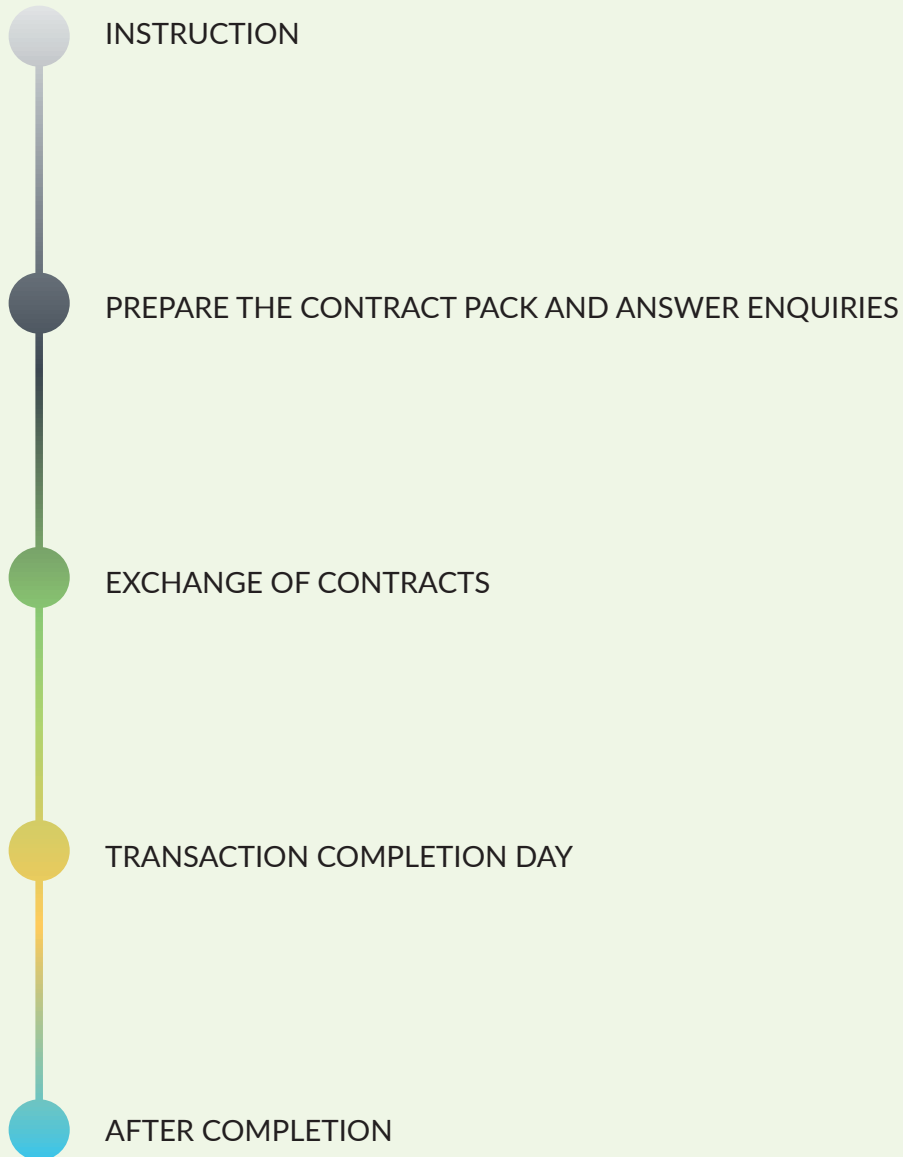 INSTRUCTION
PREPARE THE CONTRACT PACK AND ANSWER ENQUIRIES
EXCHANGE OF CONTRACTS
TRANSACTION COMPLETION DAY
AFTER COMPLETION